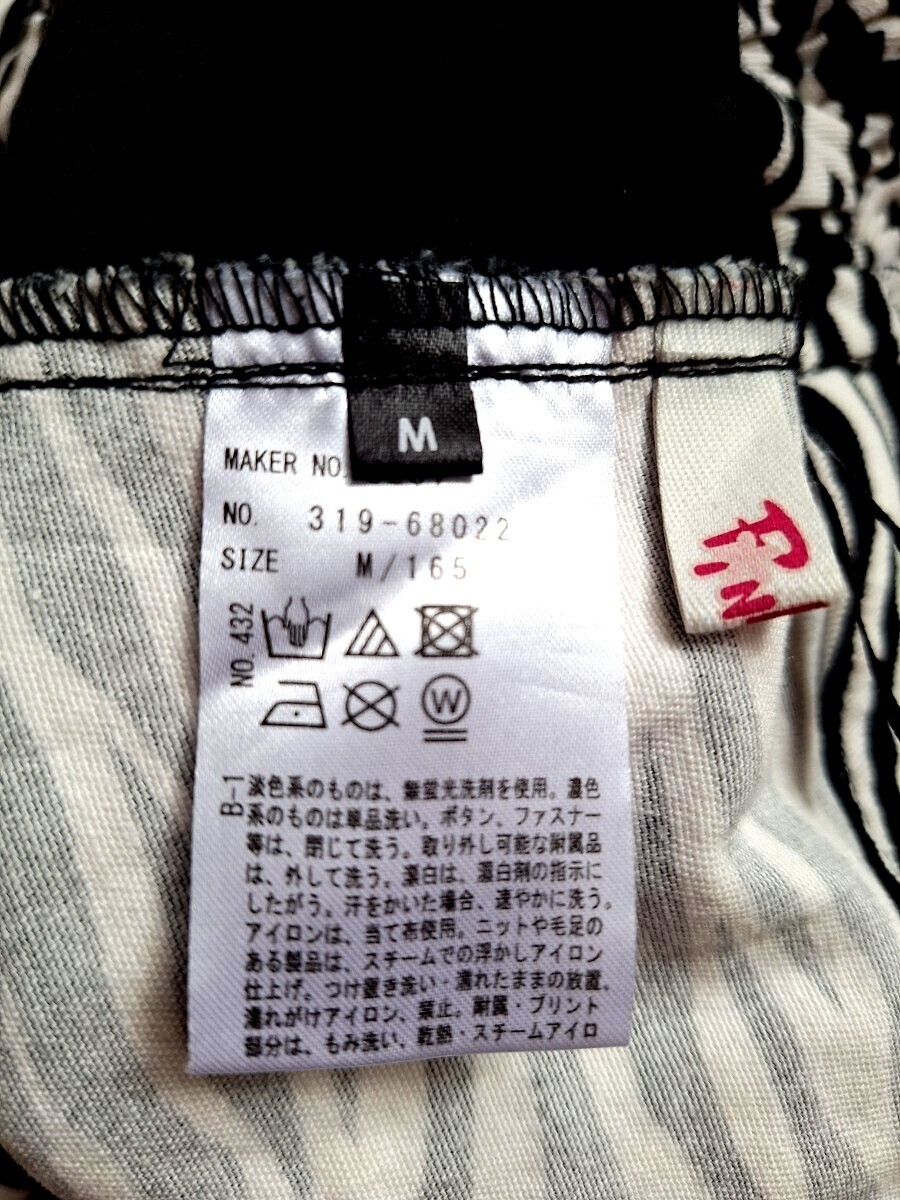 M
MAKER NO.
NO. 319-68022
SIZE M/165
NO. 432
W
B-1
淡色系のものは、無蛍光洗剤を使用。濃色
系のものは単品洗い。ボタン、ファスナー
等は、閉じて洗う。取り外し可能な附属品
は、外して洗う。漂白は、漂白剤の指示に
したがう。汗をかいた場合、速やかに洗う。
アイロンは、当て布使用。ニットや毛足の
ある製品は、スチームでの浮かしアイロン
仕上げ。つけ置き洗い・濡れたままの放置、
濡れがけアイロン、禁止。附属・プリント
部分は、もみ洗い、乾熱・スチームアイロ